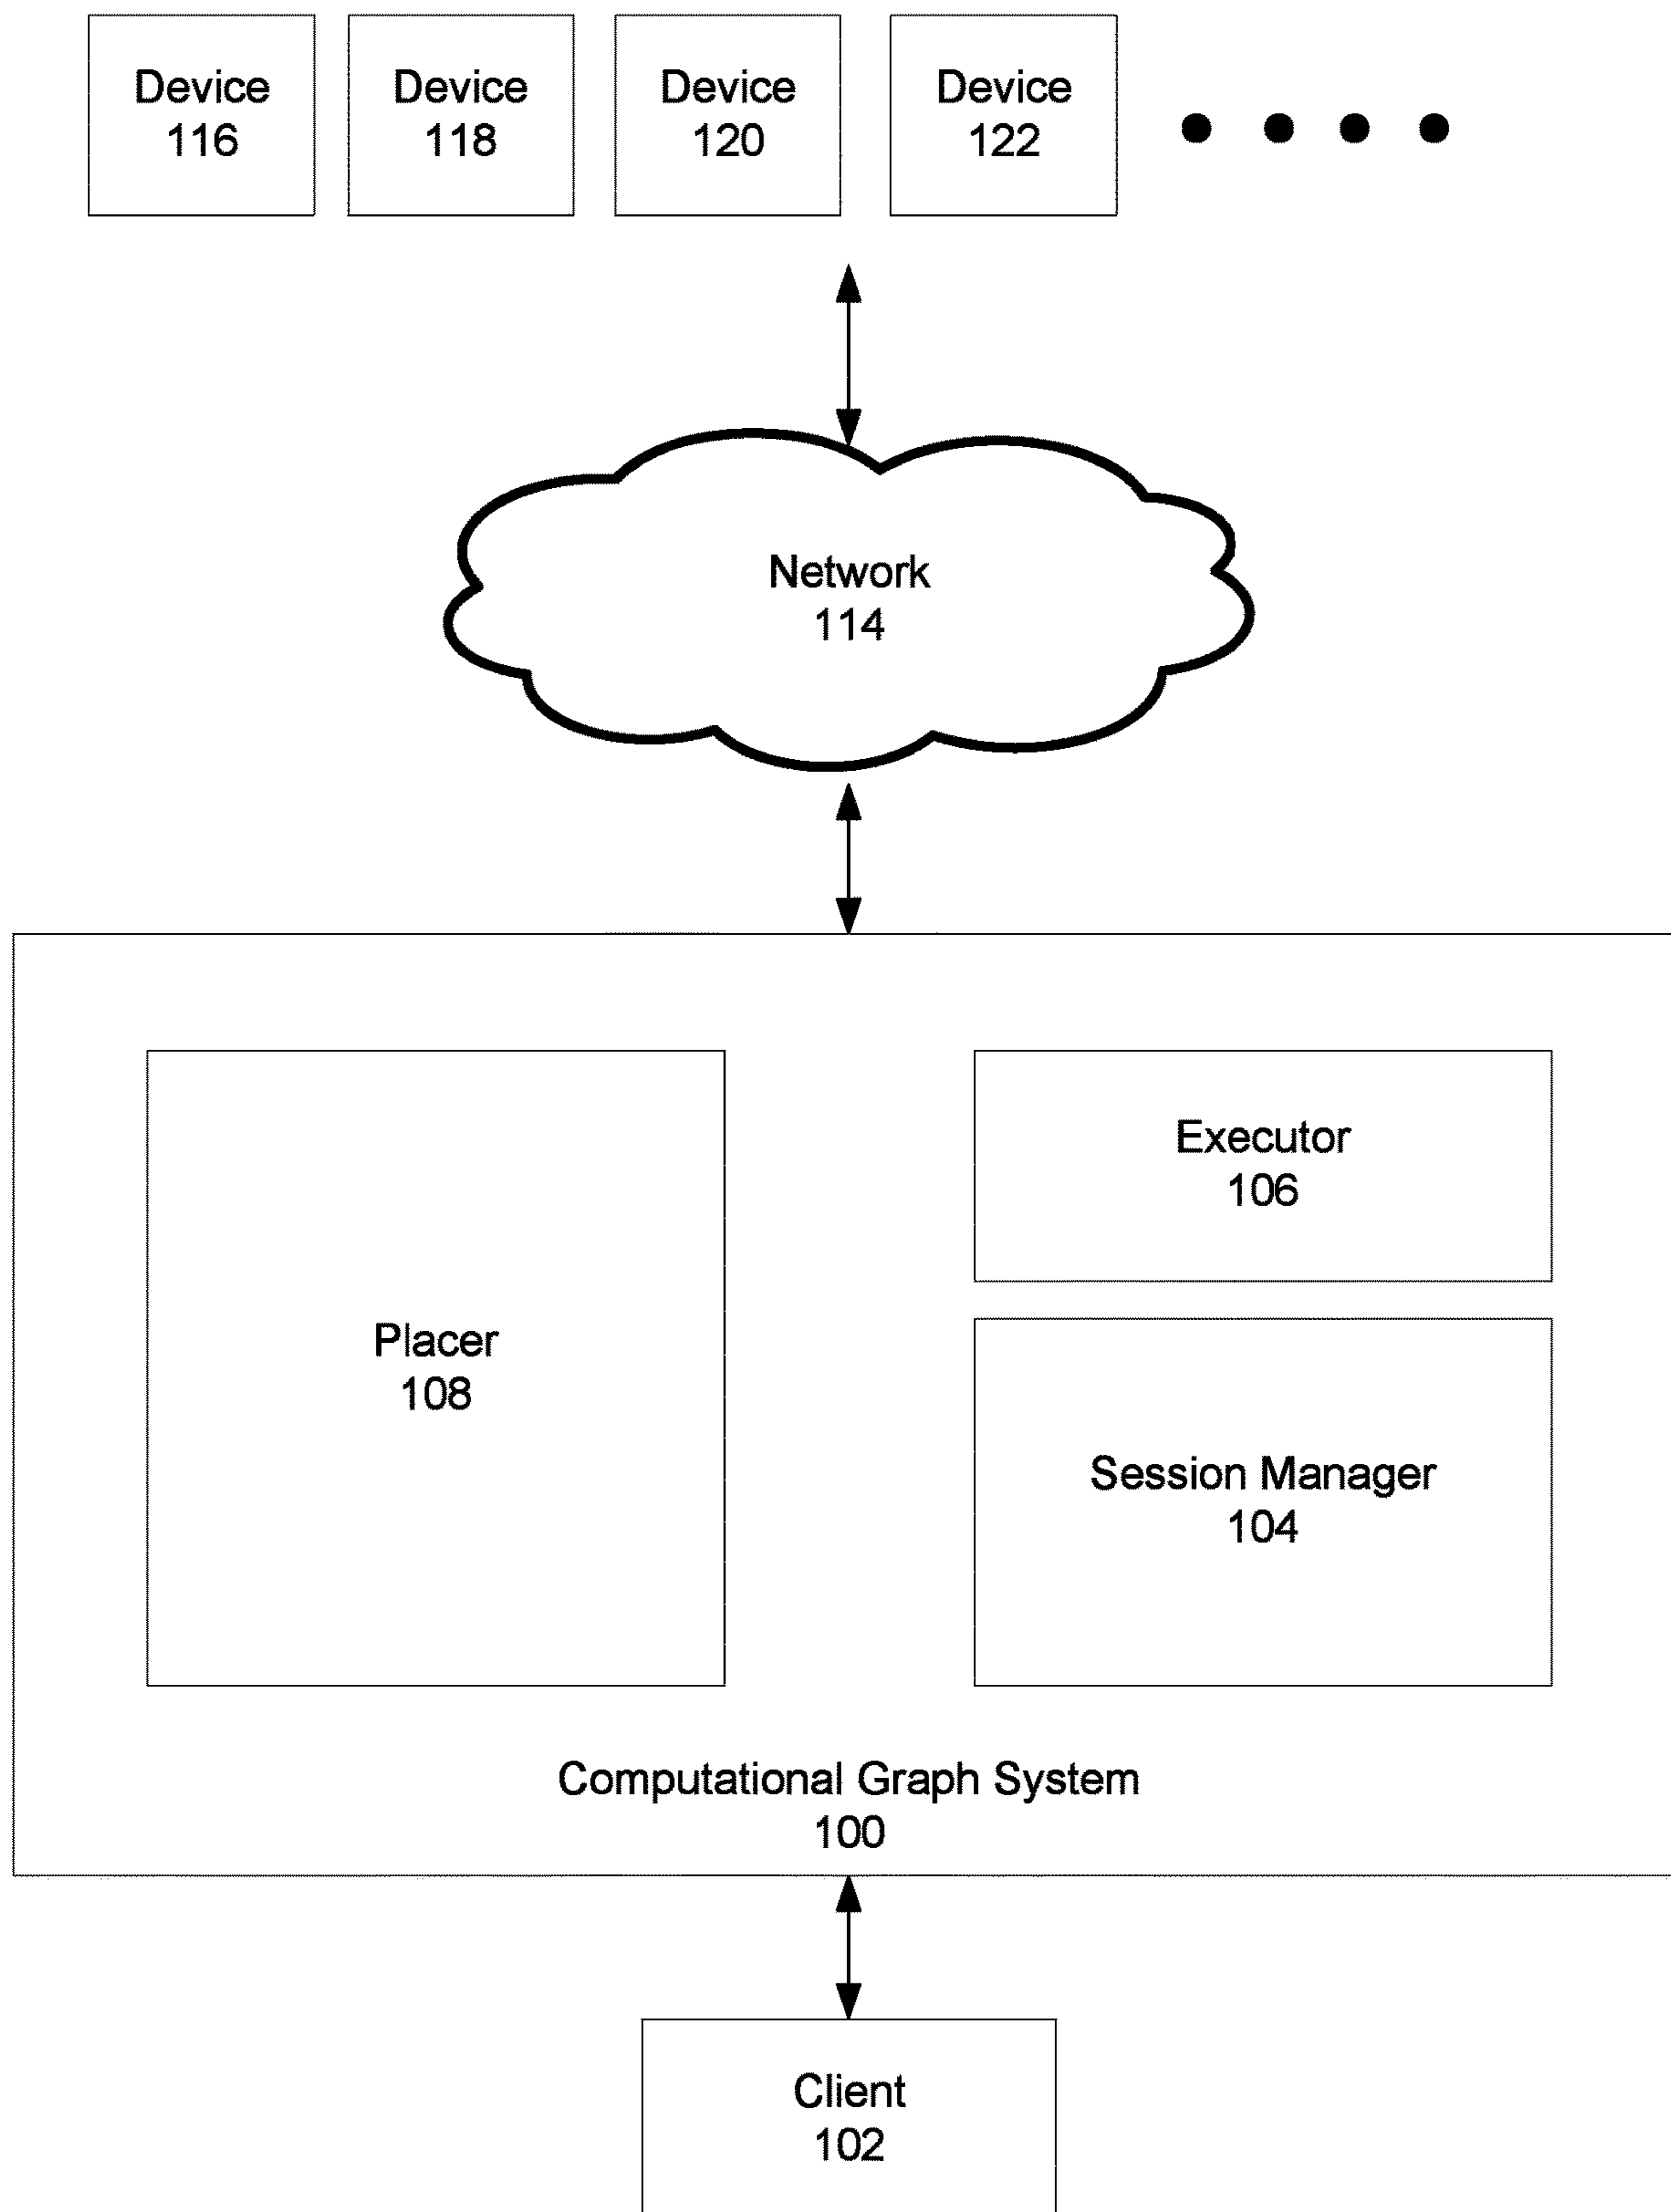 Device
116
Device
118
Device
120
Device
122
Network
114
Placer
108
Executor
106
Session Manager
104
Computational Graph System
100
Client
102